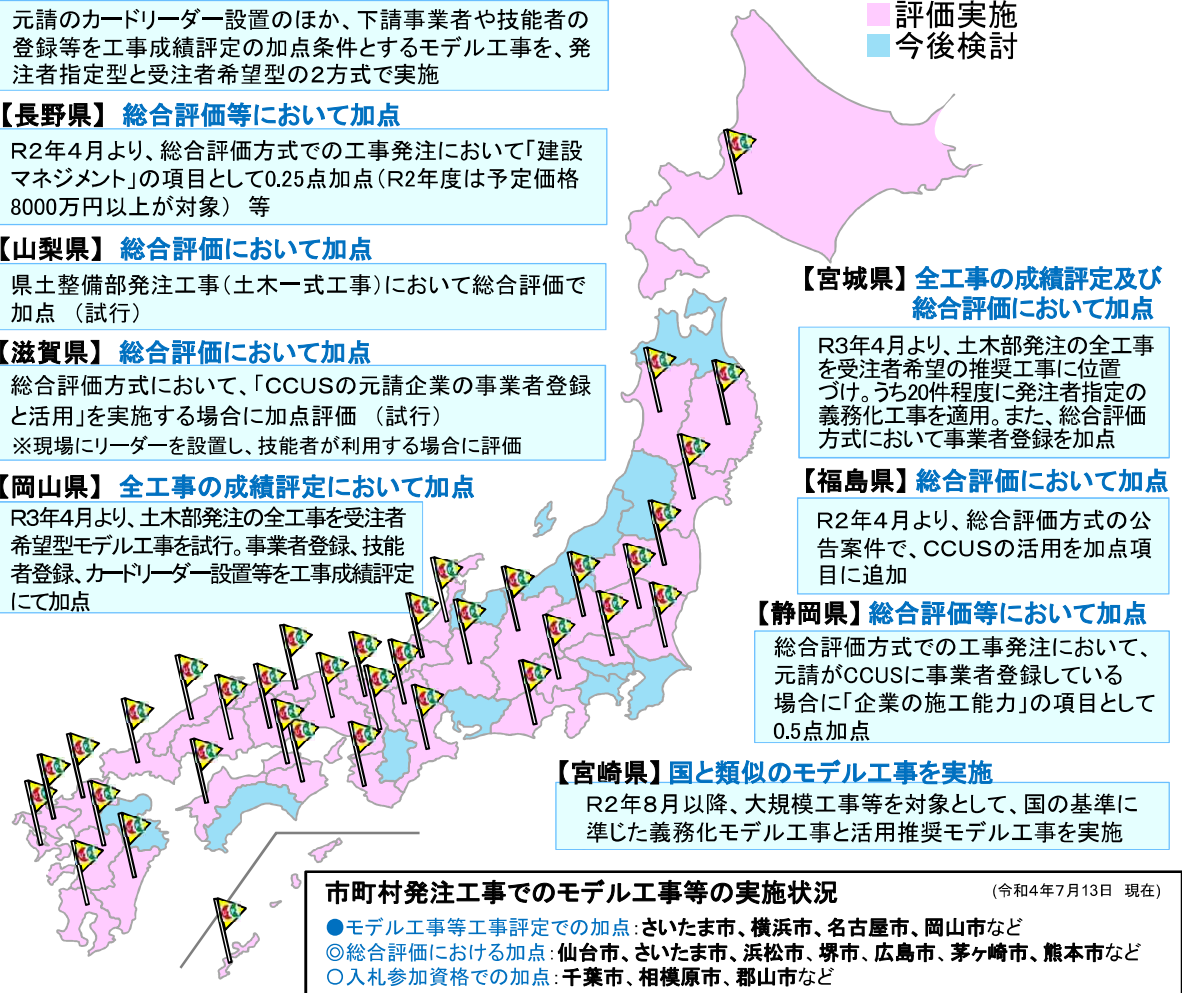 元請のカードリーダー設置のほか、下請事業者や技能者の
登録等を工事成績評定の加点条件とするモデル工事を、発
注者指定型と受注者希望型の２方式で実施
【長野県】 総合評価等において加点
R２年４月より、総合評価方式での工事発注において「建設
マネジメント」の項目として0.25点加点（R２年度は予定価格
8000万円以上が対象） 等
【山梨県】 総合評価において加点
県土整備部発注工事（土木一式工事）において総合評価で
加点 （試行）
【滋賀県】 総合評価において加点
総合評価方式において、「CCUSの元請企業の事業者登録
と活用」を実施する場合に加点評価 （試行）
※現場にリーダーを設置し、技能者が利用する場合に評価
【岡山県】 全工事の成績評定において加点
R３年４月より、土木部発注の全工事を受注者
希望型モデル工事を試行。事業者登録、技能
者登録、カードリーダー設置等を工事成績評定
にて加点
評価実施
今後検討
【宮城県】 全工事の成績評定及び
総合評価において加点
R３年４月より、土木部発注の全工事
を受注者希望の推奨工事に位置
づけ。うち20件程度に発注者指定の
義務化工事を適用。また、総合評価
方式において事業者登録を加点
【福島県】 総合評価において加点
R２年４月より、総合評価方式の公
告案件で、CCUSの活用を加点項
目に追加
【静岡県】 総合評価等において加点
総合評価方式での工事発注において、
元請がCCUSに事業者登録している
場合に「企業の施工能力」の項目として
0.5点加点
【宮崎県】 国と類似のモデル工事を実施
R２年８月以降、大規模工事等を対象として、国の基準に
準じた義務化モデル工事と活用推奨モデル工事を実施
市町村発注工事でのモデル工事等の実施状況 （令和４年７月13日 現在）
●モデル工事等工事評定での加点：さいたま市、横浜市、名古屋市、岡山市など
◎総合評価における加点：仙台市、さいたま市、浜松市、堺市、広島市、茅ヶ崎市、熊本市など
○入札参加資格での加点：千葉市、相模原市、郡山市など